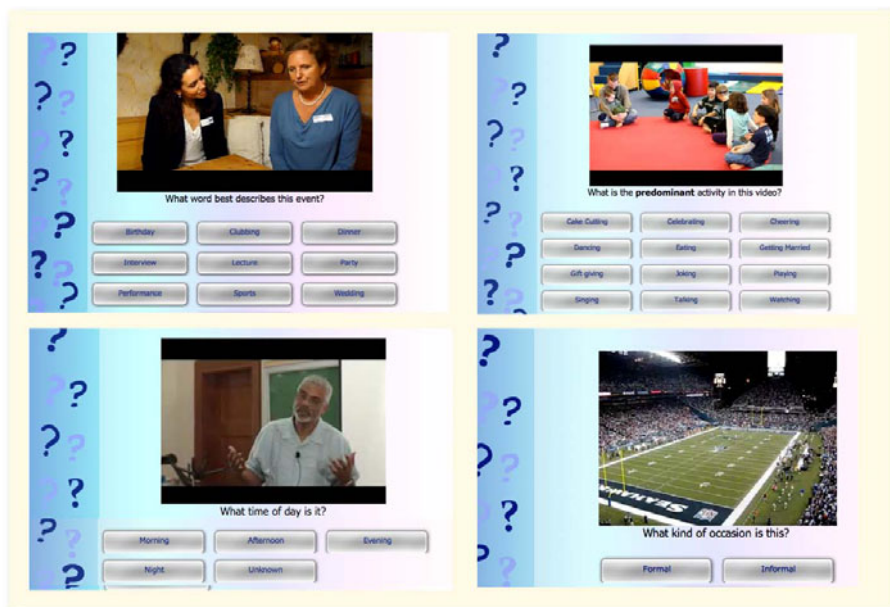 What word best describes this event?
Birthday Clubbing Dinner
Interview Lecture Party
Performance Sports Wedding
What is the predominant activity in this video?
Cake Cutting Celebrating Cheering
Dancing Eating Getting Married
Gift giving Joking Playing
Singing Talking Watching
What time of day is it?
Morning Afternoon Evening
Night Unknown
SEAHAWKS
What kind of occasion is this?
Formal Informal